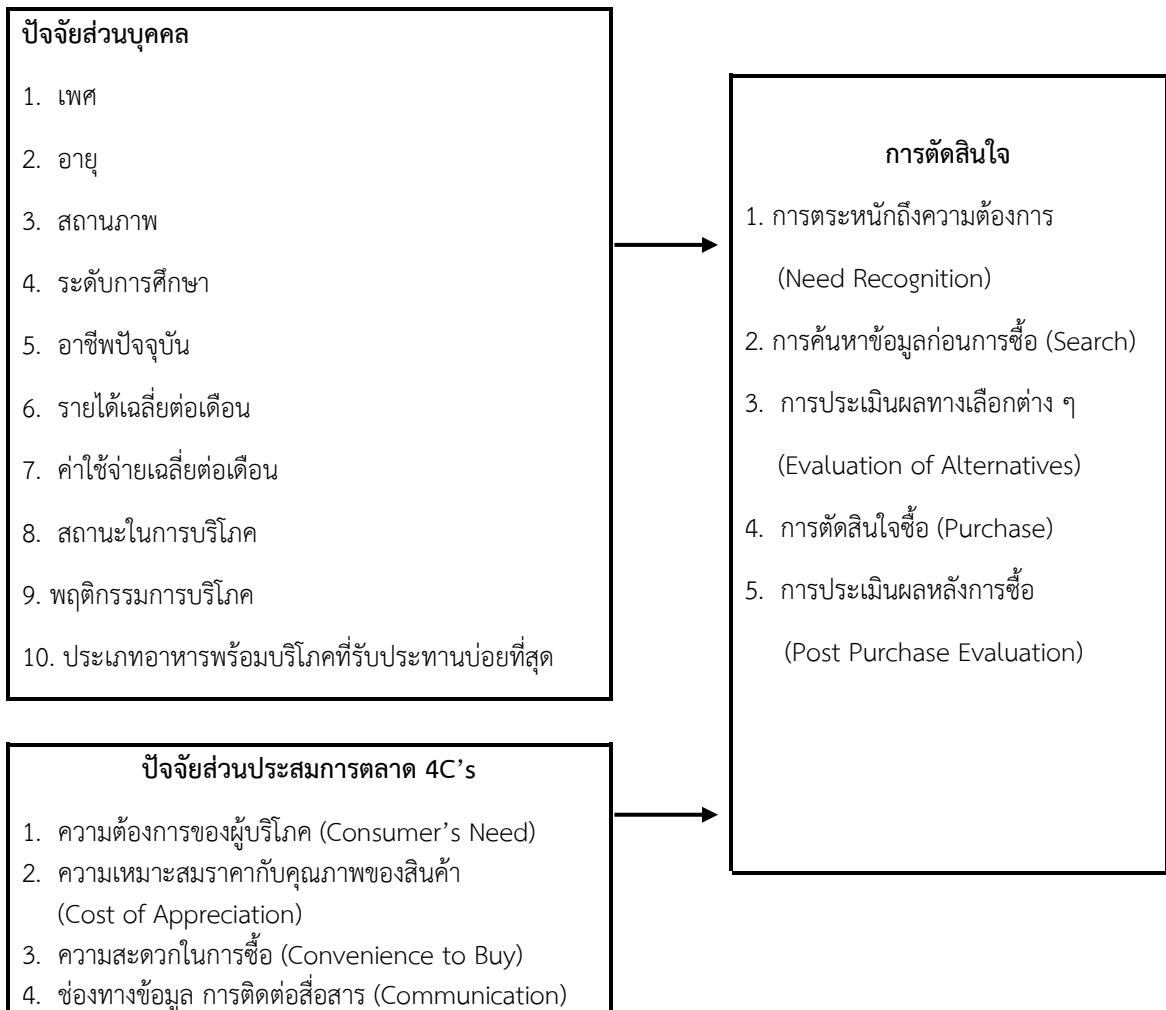 ปัจจัยส่วนบุคคล
1. เพศ
2. อายุ
3. สถานภาพ
4. ระดับการศึกษา
5. อาชีพปัจจุบัน
6. รายได้เฉลี่ยต่อเดือน
7. ค่าใช้จ่ายเฉลี่ยต่อเดือน
8. สถานะในการบริโภค
9. พฤติกรรมการบริโภค
10. ประเภทอาหารพร้อมบริโภคที่รับประทานบ่อยที่สุด
ปัจจัยส่วนประสมการตลาด 4C’s
1. ความต้องการของผู้บริโภค (Consumer’s Need)
2. ความเหมาะสมราคากับคุณภาพของสินค้า
(Cost of Appreciation)
3. ความสะดวกในการซื้อ (Convenience to Buy)
4. ช่องทางข้อมูล การติดต่อสื่อสาร (Communication)
การตัดสินใจ
1. การตระหนักถึงความต้องการ
(Need Recognition)
2. การค้นหาข้อมูลก่อนการซื้อ (Search)
3. การประเมินผลทางเลือกต่าง ๆ
(Evaluation of Alternatives)
4. การตัดสินใจซื้อ (Purchase)
5. การประเมินผลหลังการซื้อ
(Post Purchase Evaluation)